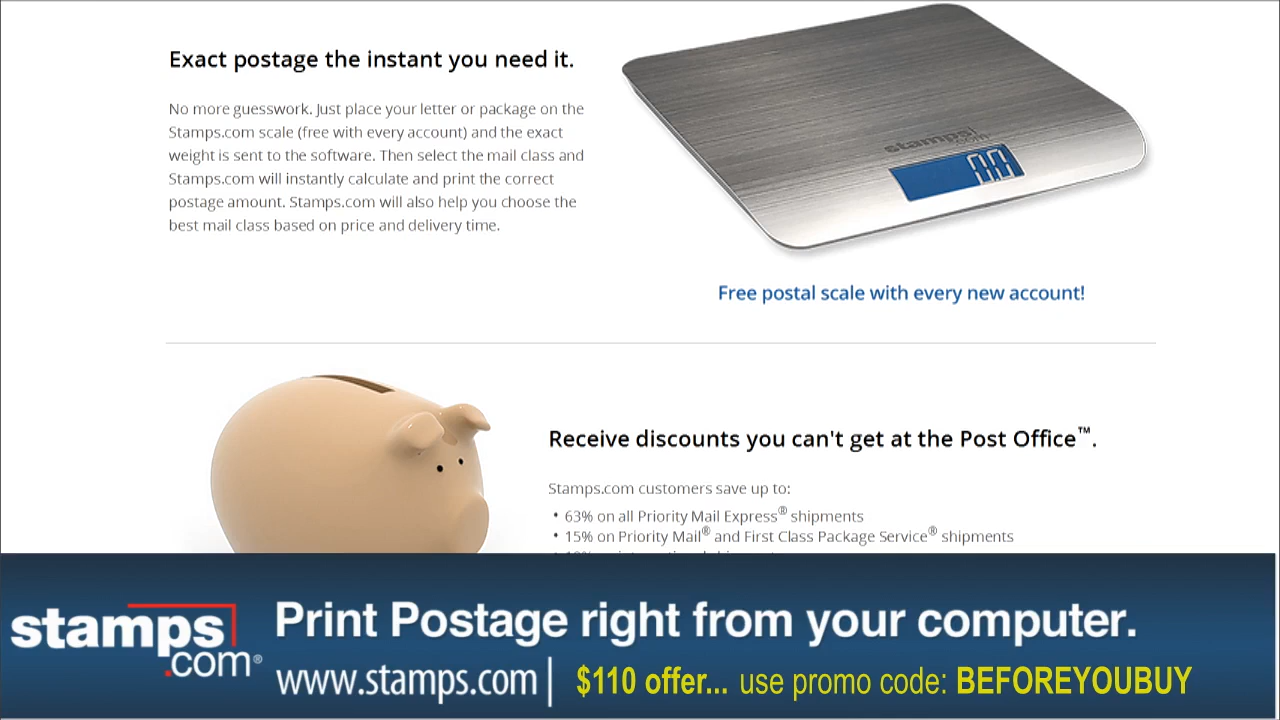 Exact postage the instant you need it.
No more guesswork. Just place your letter or package on the
Stamps.com scale (free with every account) and the exact
weight is sent to the software. Then select the mail class and
Stamps.com will instantly calculate and print the correct
postage amount. Stamps.com will also help you choose the
best mail class based on price and delivery time.
stamps.com
0.0
Free postal scale with every new account!
Receive discounts you can't get at the Post Office™.
Stamps.com customers save up to:
• 63% on all Priority Mail Express® shipments
• 15% on Priority Mail® and First Class Package Service® shipments
stamps
.com®
Print Postage right from your computer.
www.stamps.com | $110 offer... use promo code: BEFOREYOUBUY